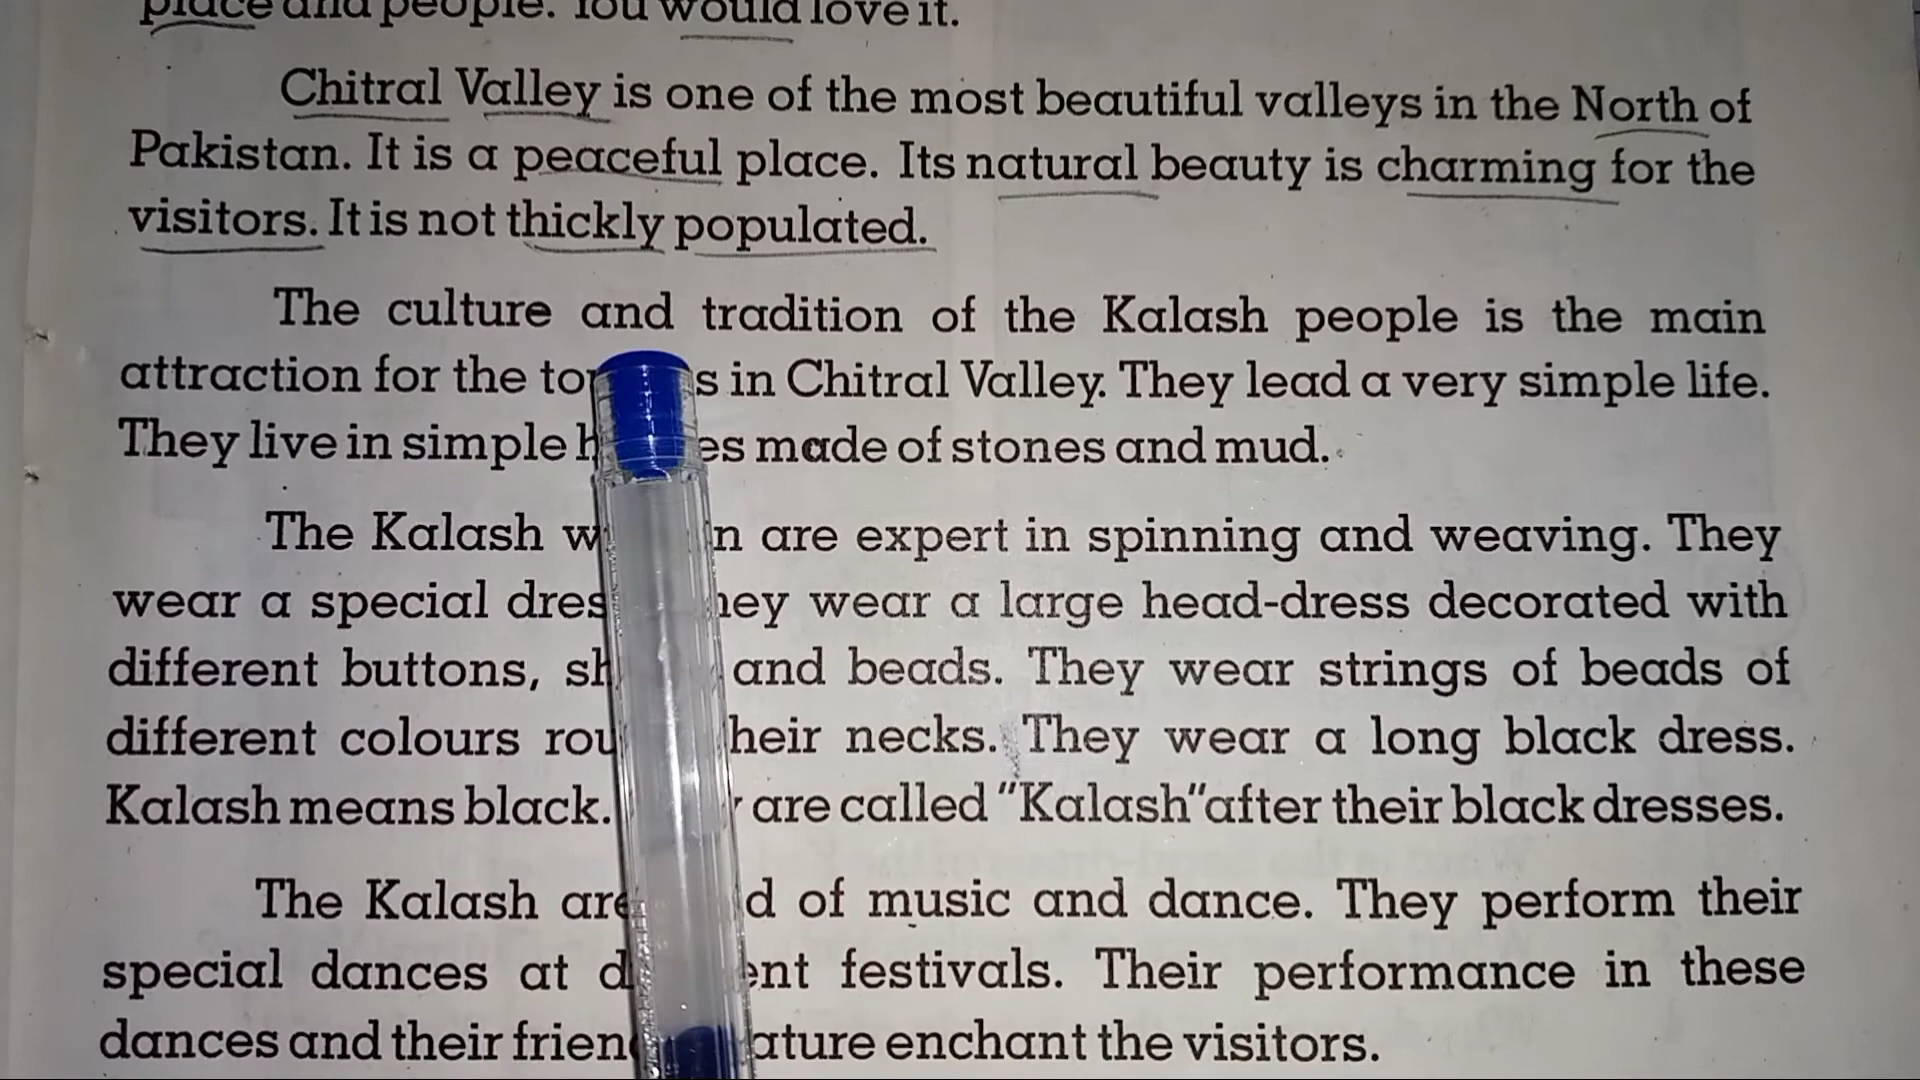 place and people. You would love it.
Chitral Valley is one of the most beautiful valleys in the North of
Pakistan. It is a peaceful place. Its natural beauty is charming for the
visitors. It is not thickly populated.
The culture and tradition of the Kalash people is the main
attraction for the in Chitral Valley. They lead a very simple life.
They live in simple made of stones and mud.
The Kalash are expert in spinning and weaving. They
wear a special wear a large head-dress decorated with
different buttons, and beads. They wear strings of beads of
different colours necks. They wear a long black dress.
Kalash means black. are called "Kalash"after their black dresses.
The Kalash are of music and dance. They perform their
special dances at festivals. Their performance in these
dances and their enchant the visitors.